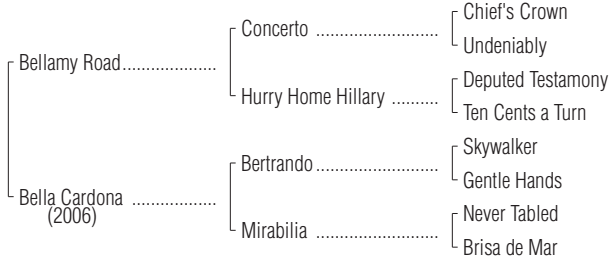 Chief's Crown
Concerto ..........................
Undeniably
Bellamy Road....................
Deputed Testamony
Hurry Home Hillary ..........
Ten Cents a Turn
Skywalker
Bertrando..........................
Gentle Hands
Bella Cardona ..................
(2006)
Never Tabled
Mirabilia ..........................
Brisa de Mar